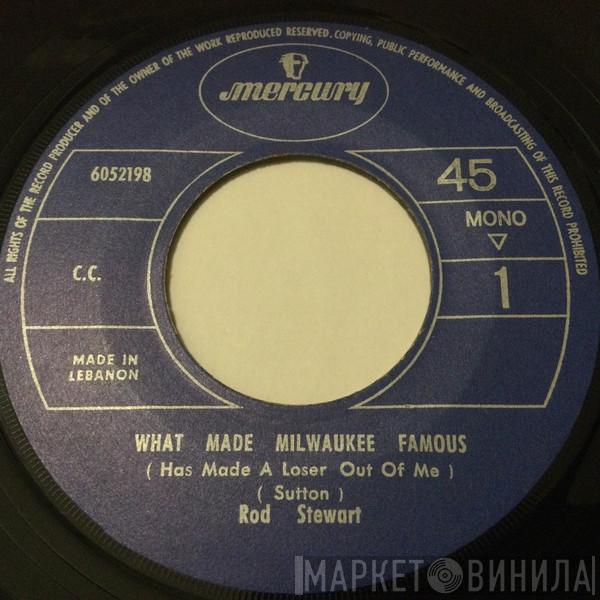 ALL RIGHTS OF THE RECORD PRODUCER AND OF THE OWNER OF THE WORK REPRODUCED RESERVED. COPYING, PUBLIC PERFORMANCE AND BROADCASTING OF THIS RECORD PROHIBITED
mercury
6052198
45
MONO
C.C.
1
MADE IN
LEBANON
WHAT MADE MILWAUKEE FAMOUS
( Has Made A Loser Out Of Me )
( Sutton )
Rod Stewart
МАРКЕТ ВИНИЛА